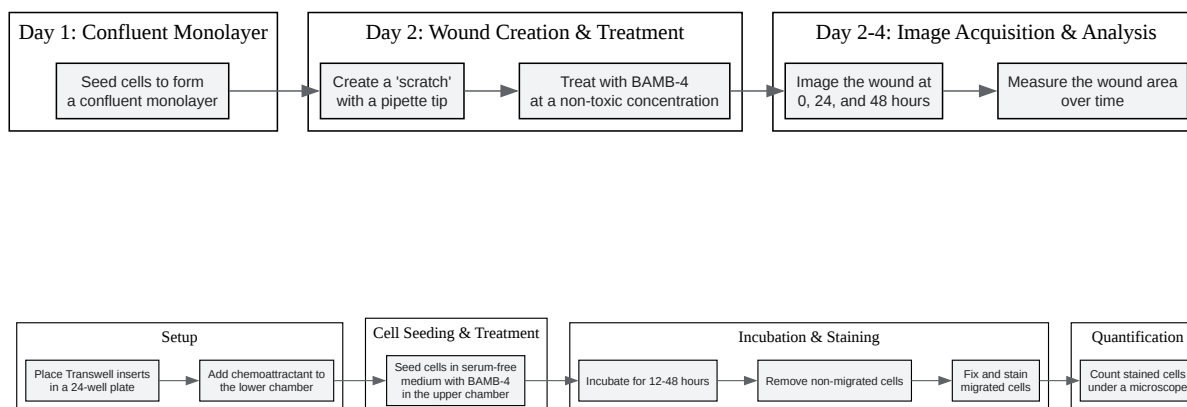 Day 1: Confluent Monolayer
Seed cells to form
a confluent monolayer
Day 2: Wound Creation & Treatment
Create a 'scratch'
with a pipette tip
Treat with BAMB-4
at a non-toxic concentration
Day 2-4: Image Acquisition & Analysis
Image the wound at
0, 24, and 48 hours
Measure the wound area
over time
Setup
Place Transwell inserts
in a 24-well plate
Add chemoattractant to
the lower chamber
Cell Seeding & Treatment
Seed cells in serum-free
medium with BAMB-4
in the upper chamber
Incubation & Staining
Incubate for 12-48 hours
Remove non-migrated cells
Fix and stain
migrated cells
Quantification
Count stained cells
under a microscope